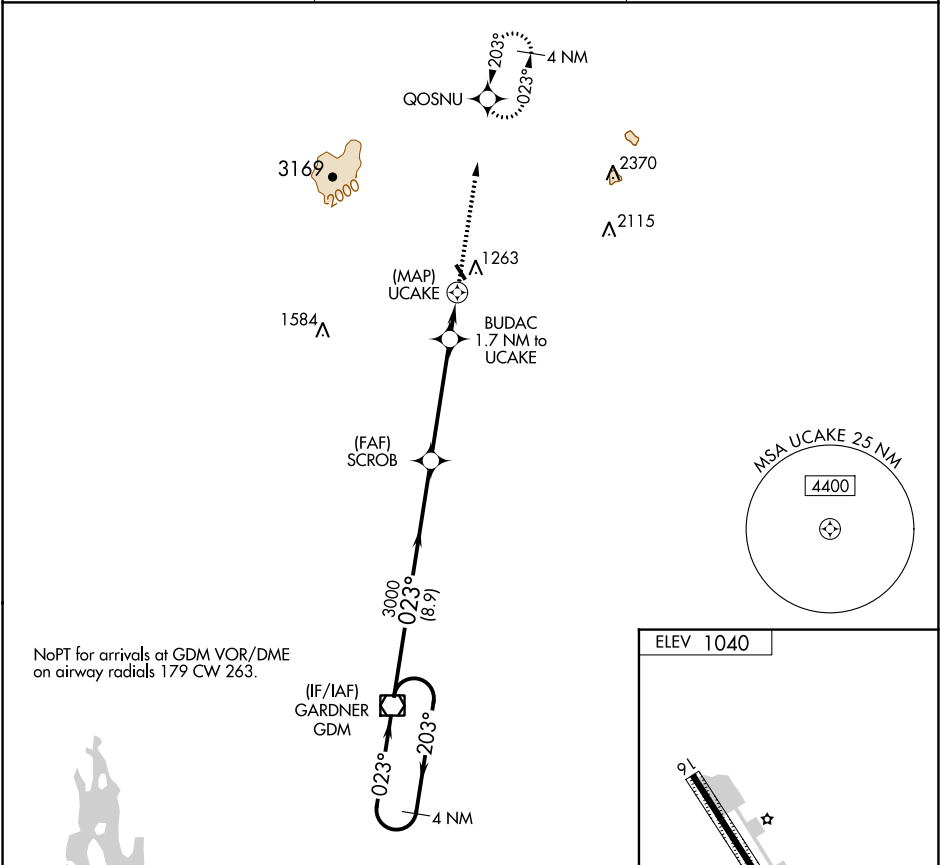 203°
4 NM
023°
QOSNU
3169
2000
2370
2115
1263
(MAP)
UCAKE
1584
BUDAC
1.7 NM to
UCAKE
(FAF)
SCROB
MSA UCAKE 25 NM
4400
3000
023°
(8.9)
NoPT for arrivals at GDM VOR/DME
on airway radials 179 CW 263.
ELEV 1040
(IF/IAF)
GARDNER
GDM
203°
023°
4 NM
16